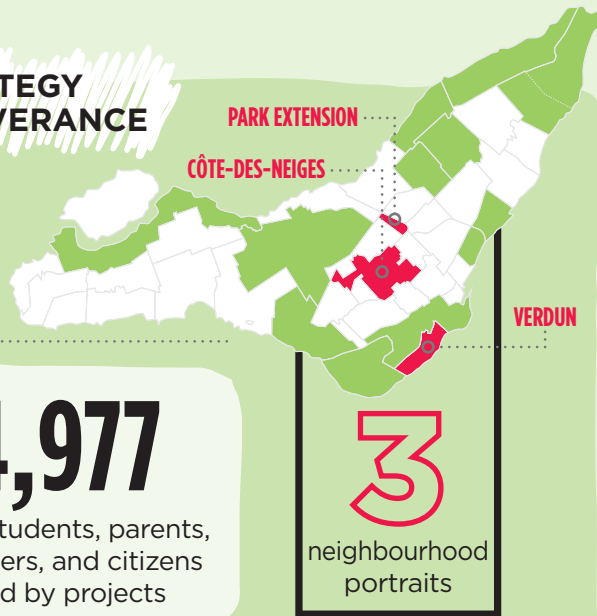 TEGY
VERANCE
PARK EXTENSION
CÔTE-DES-NEIGES
VERDUN
,977
tudents, parents,
ers, and citizens
d by projects
3
neighbourhood
portraits